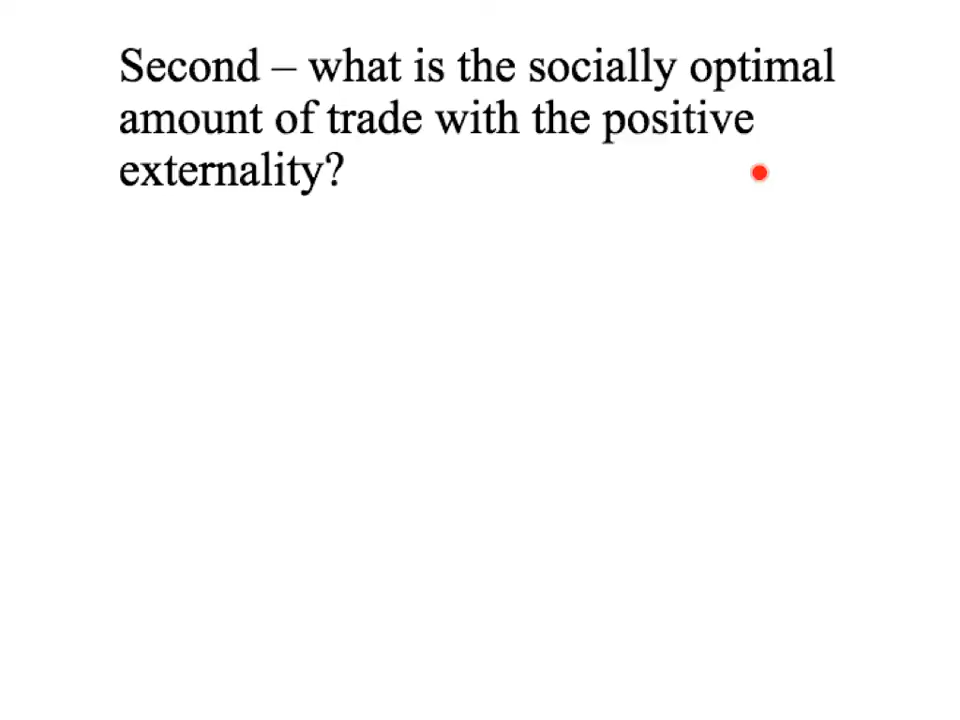 Second – what is the socially optimal
amount of trade with the positive
externality?